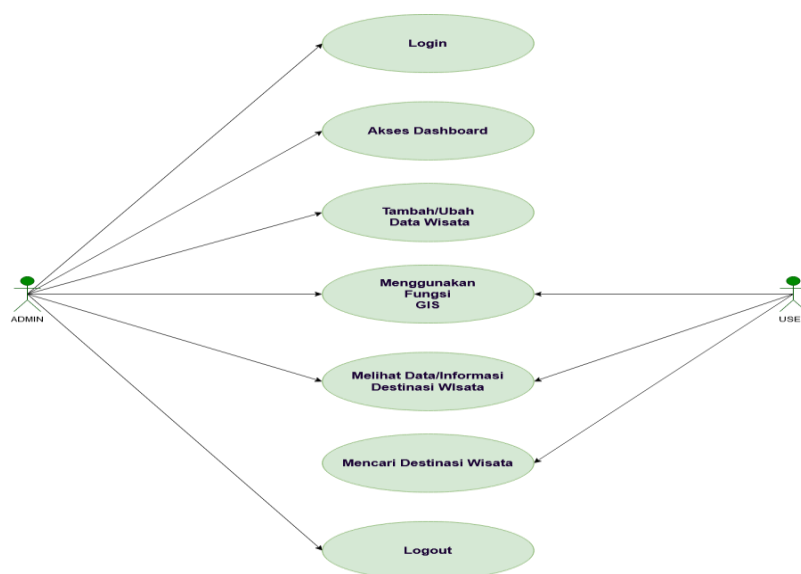 Login
Akses Dashboard
Tambah/Ubah
Data Wisata
Menggunakan
Fungsi
GIS
ADMIN
USE
Melihat Data/Informasi
Destinasi WIsata
Mencari Destinasi Wisata
Logout